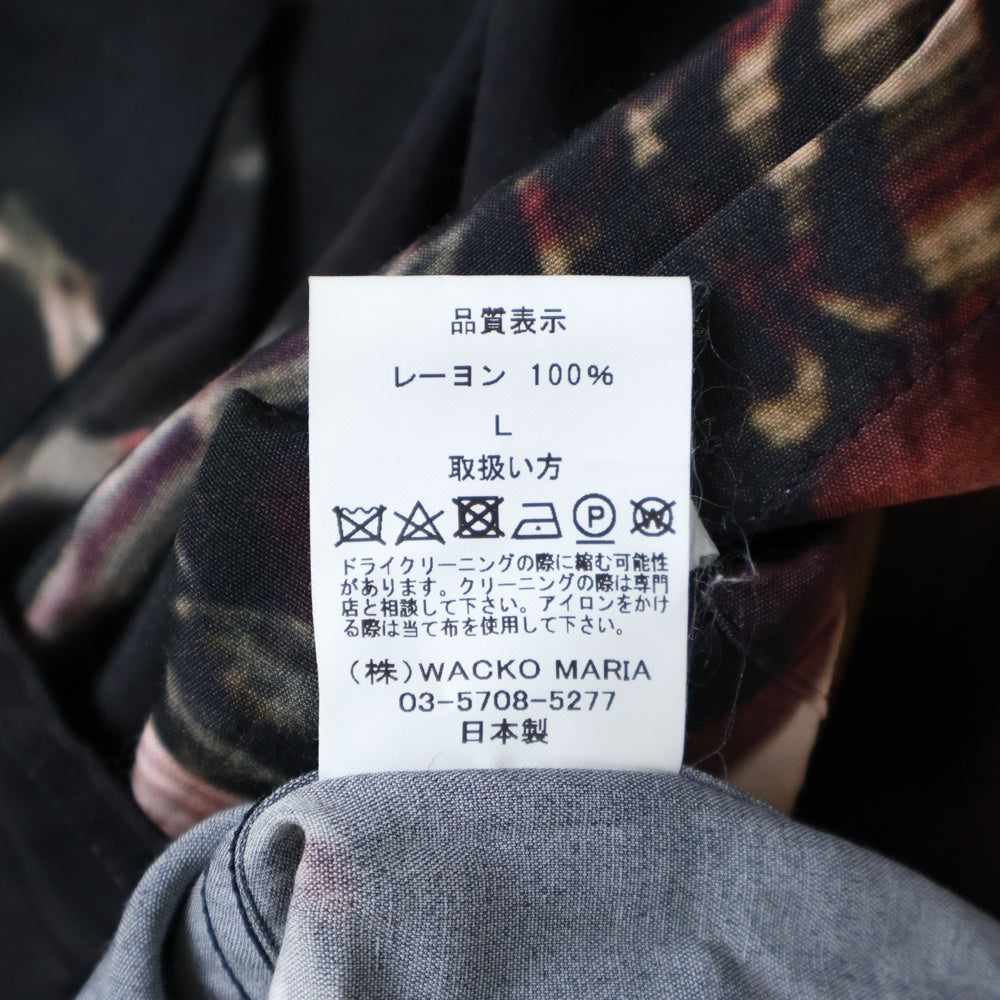 品質表示
レーヨン 100%
L
取扱い方
P W
ドライクリーニングの際に縮む可能性
があります。クリーニングの際は専門
店と相談して下さい。アイロンをかけ
る際は当て布を使用して下さい。
(株)WACKO MARIA
03-5708-5277
日本製